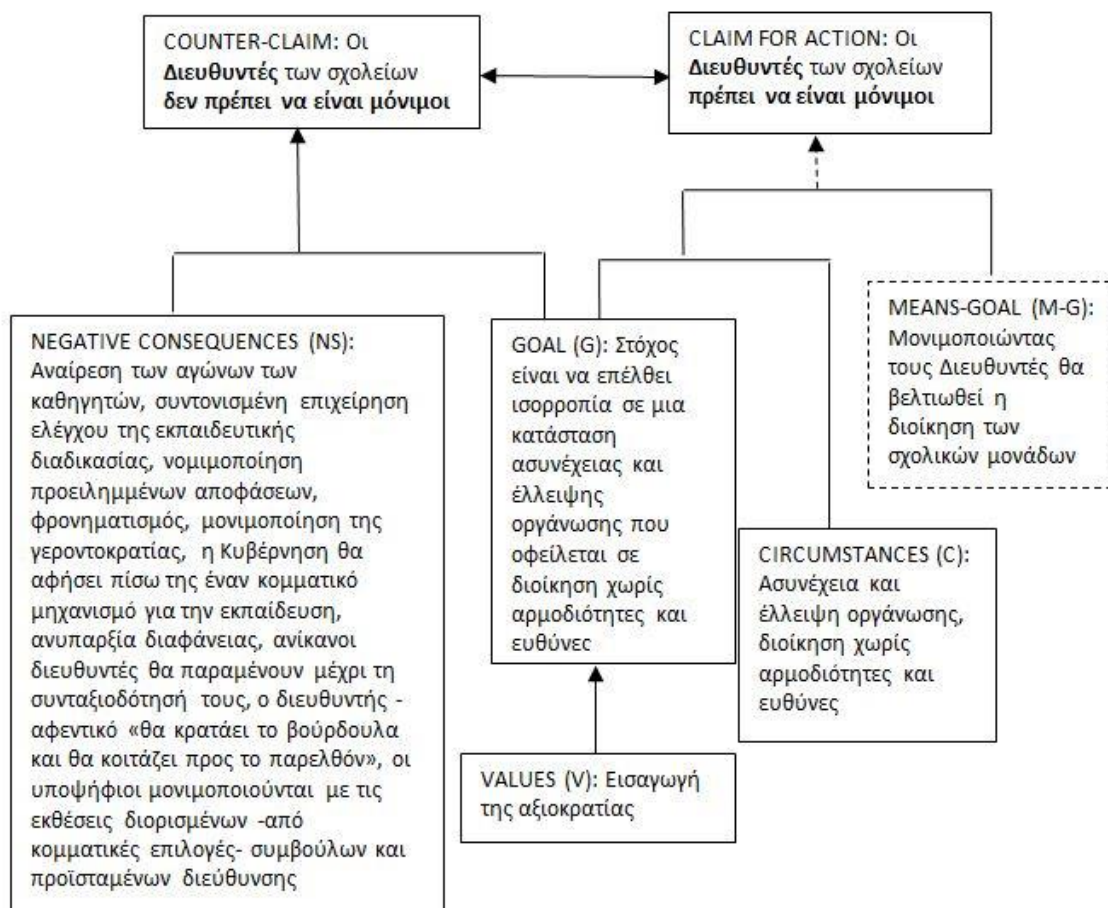 COUNTER-CLAIM: Οι
Διευθυντές των σχολείων
δεν πρέπει να είναι μόνιμοι
CLAIM FOR ACTION: Οι
Διευθυντές των σχολείων
πρέπει να είναι μόνιμοι
NEGATIVE CONSEQUENCES (NS):
Αναίρεση των αγώνων των
καθηγητών, συντονισμένη επιχείρηση
ελέγχου της εκπαιδευτικής
διαδικασίας, νομιμοποίηση
προειλημμένων αποφάσεων,
φρονηματισμός, μονιμοποίηση της
γεροντοκρατίας, η Κυβέρνηση θα
αφήσει πίσω της έναν κομματικό
μηχανισμό για την εκπαίδευση,
ανυπαρξία διαφάνειας, ανίκανοι
διευθυντές θα παραμένουν μέχρι τη
συνταξιοδότησή τους, ο διευθυντής -
αφεντικό «θα κρατάει το βούρδουλα
και θα κοιτάζει προς το παρελθόν», οι
υποψήφιοι μονιμοποιούνται με τις
εκθέσεις διορισμένων -από
κομματικές επιλογές- συμβούλων και
προϊσταμένων διεύθυνσης
GOAL (G): Στόχος
είναι να επέλθει
ισορροπία σε μια
κατάσταση
ασυνέχειας και
έλλειψης
οργάνωσης που
οφείλεται σε
διοίκηση χωρίς
αρμοδιότητες και
ευθύνες
MEANS-GOAL (M-G):
Μονιμοποιώντας
τους Διευθυντές θα
βελτιωθεί η
διοίκηση των
σχολικών μονάδων
CIRCUMSTANCES (C):
Ασυνέχεια και
έλλειψη οργάνωσης,
διοίκηση χωρίς
αρμοδιότητες και
ευθύνες
VALUES (V): Εισαγωγή
της αξιοκρατίας